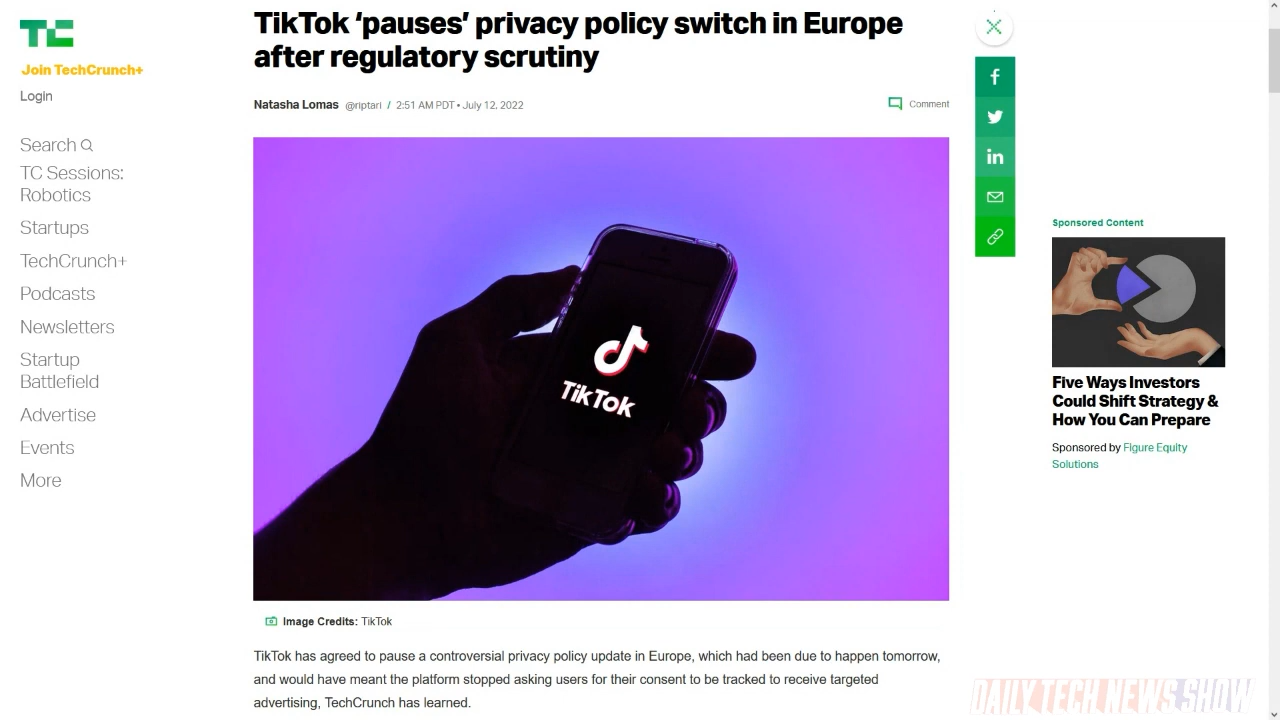 TC
Join TechCrunch+
Login
Search
TC Sessions:
Robotics
Startups
TechCrunch+
Podcasts
Newsletters
Startup
Battlefield
Advertise
Events
More
TikTok ‘pauses’ privacy policy switch in Europe
after regulatory scrutiny
Natasha Lomas @riptari / 2:51 AM PDT • July 12, 2022
Comment
TikTok
Image Credits: TikTok
TikTok has agreed to pause a controversial privacy policy update in Europe, which had been due to happen tomorrow,
and would have meant the platform stopped asking users for their consent to be tracked to receive targeted
advertising, TechCrunch has learned.
f
in
Sponsored Content
Five Ways Investors
Could Shift Strategy &
How You Can Prepare
Sponsored by Figure Equity
Solutions
DAILY TECH NEWS SHOW